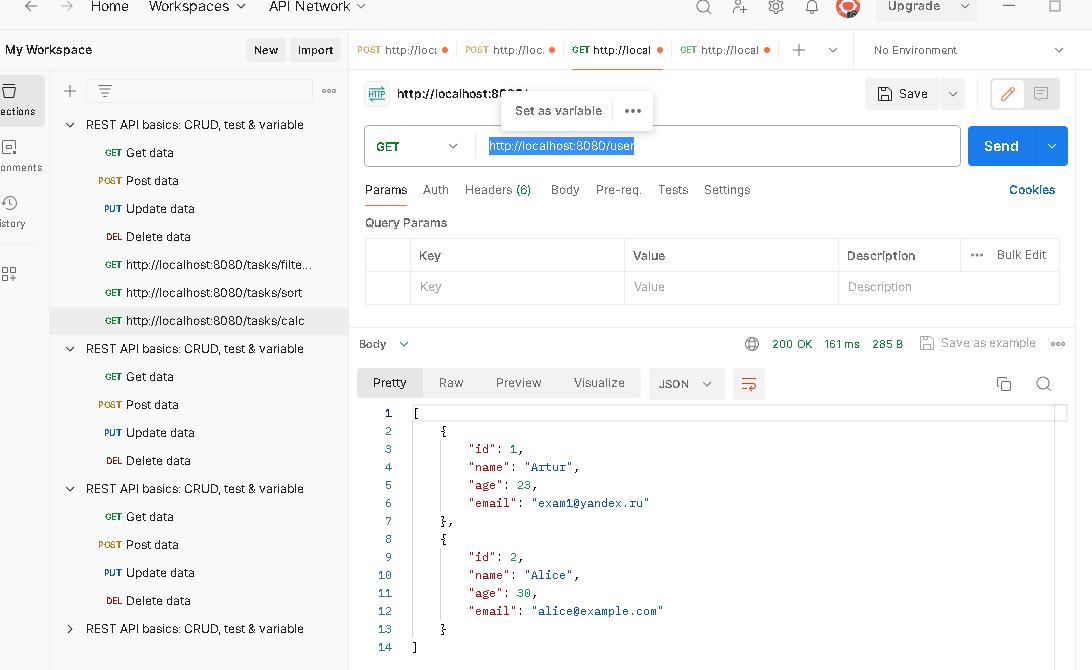 Home Workspaces API Network Upgrade
My Workspace New Import POST http://loca POST http://loc. GET http://local GET http://local No Environment
ections
onments
istory
REST API basics: CRUD, test & variable
GET Get data
POST Post data
PUT Update data
DEL Delete data
GET http://localhost:8080/tasks/filte...
GET http://localhost:8080/tasks/sort
GET http://localhost:8080/tasks/calc
REST API basics: CRUD, test & variable
GET Get data
POST Post data
PUT Update data
DEL Delete data
REST API basics: CRUD, test & variable
GET Get data
POST Post data
PUT Update data
DEL Delete data
REST API basics: CRUD, test & variable
HTTP http://localhost:8080/ Save
Set as variable
GET http://localhost:8080/user Send
Params Auth Headers (6) Body Pre-req. Tests Settings Cookies
Query Params
Key Value Description Bulk Edit
Key Value Description
Body 200 OK 161 ms 285 B Save as example
Pretty Raw Preview Visualize JSON
1 [
2 {
3 "id": 1,
4 "name": "Artur",
5 "age": 23,
6 "email": "exam1@yandex.ru"
7 },
8 {
9 "id": 2,
10 "name": "Alice",
11 "age": 30,
12 "email": "alice@example.com"
13 }
14 ]